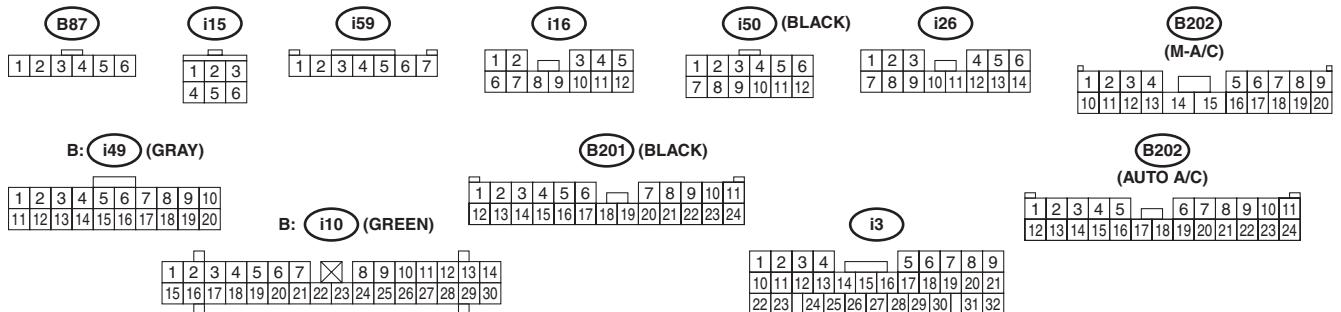 B87
1 2 3 4 5 6
i15
1 2 3
4 5 6
i59
1 2 3 4 5 6 7
i16
1 2 3 4 5
6 7 8 9 10 11 12
i50 (BLACK)
1 2 3 4 5 6
7 8 9 10 11 12
i26
1 2 3 4 5 6
7 8 9 10 11 12 13 14
B202
(M-A/C)
1 2 3 4 5 6 7 8 9
10 11 12 13 14 15 16 17 18 19 20
B: i49 (GRAY)
1 2 3 4 5 6 7 8 9 10
11 12 13 14 15 16 17 18 19 20
B201 (BLACK)
1 2 3 4 5 6 7 8 9 10 11
12 13 14 15 16 17 18 19 20 21 22 23 24
B202
(AUTO A/C)
1 2 3 4 5 6 7 8 9 10 11
12 13 14 15 16 17 18 19 20 21 22 23 24
B: i10 (GREEN)
1 2 3 4 5 6 7 8 9 10 11 12 13 14
15 16 17 18 19 20 21 22 23 24 25 26 27 28 29 30
i3
1 2 3 4 5 6 7 8 9
10 11 12 13 14 15 16 17 18 19 20 21
22 23 24 25 26 27 28 29 30 31 32